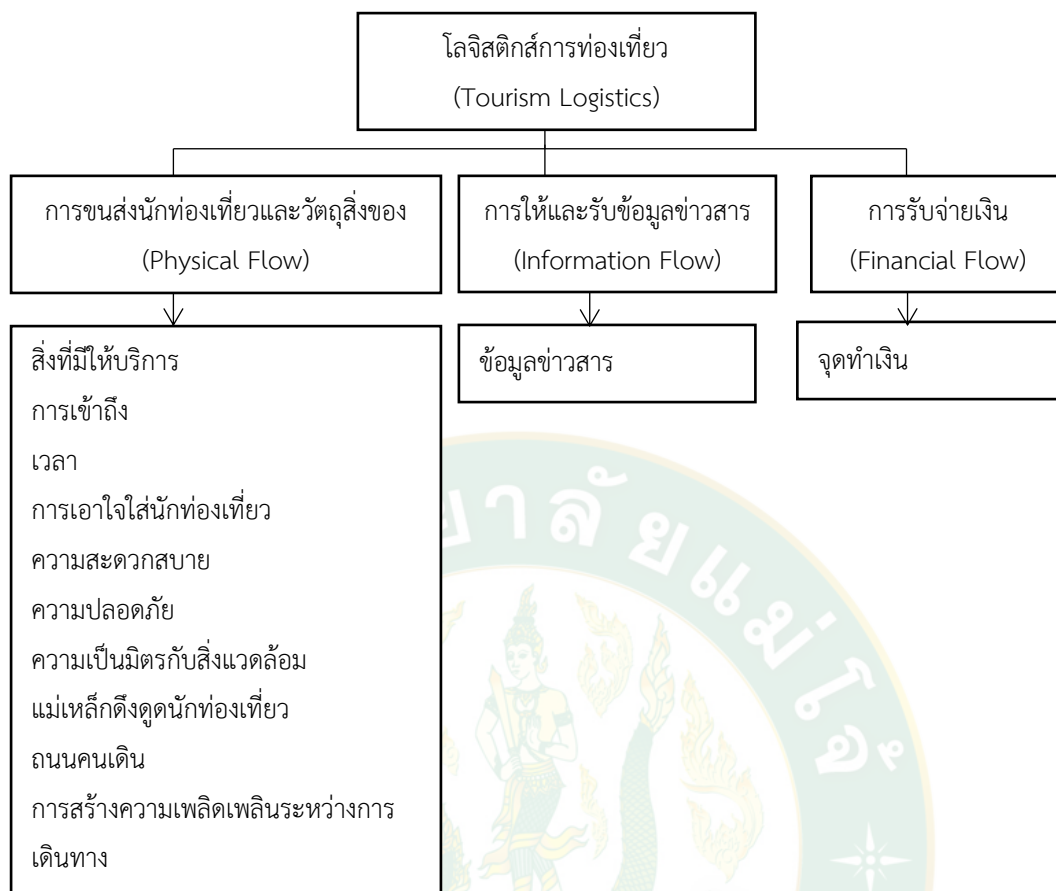 โลจิสติกส์การท่องเที่ยว
(Tourism Logistics)
การขนส่งนักท่องเที่ยวและวัตถุสิ่งของ
(Physical Flow)
การให้และรับข้อมูลข่าวสาร
(Information Flow)
การรับจ่ายเงิน
(Financial Flow)
สิ่งที่มีให้บริการ
การเข้าถึง
เวลา
การเอาใจใส่นักท่องเที่ยว
ความสะดวกสบาย
ความปลอดภัย
ความเป็นมิตรกับสิ่งแวดล้อม
แม่เหล็กดึงดูดนักท่องเที่ยว
ถนนคนเดิน
การสร้างความเพลิดเพลินระหว่างการ
เดินทาง
ข้อมูลข่าวสาร
จุดทำเงิน
ยาลัยแม่โจ้